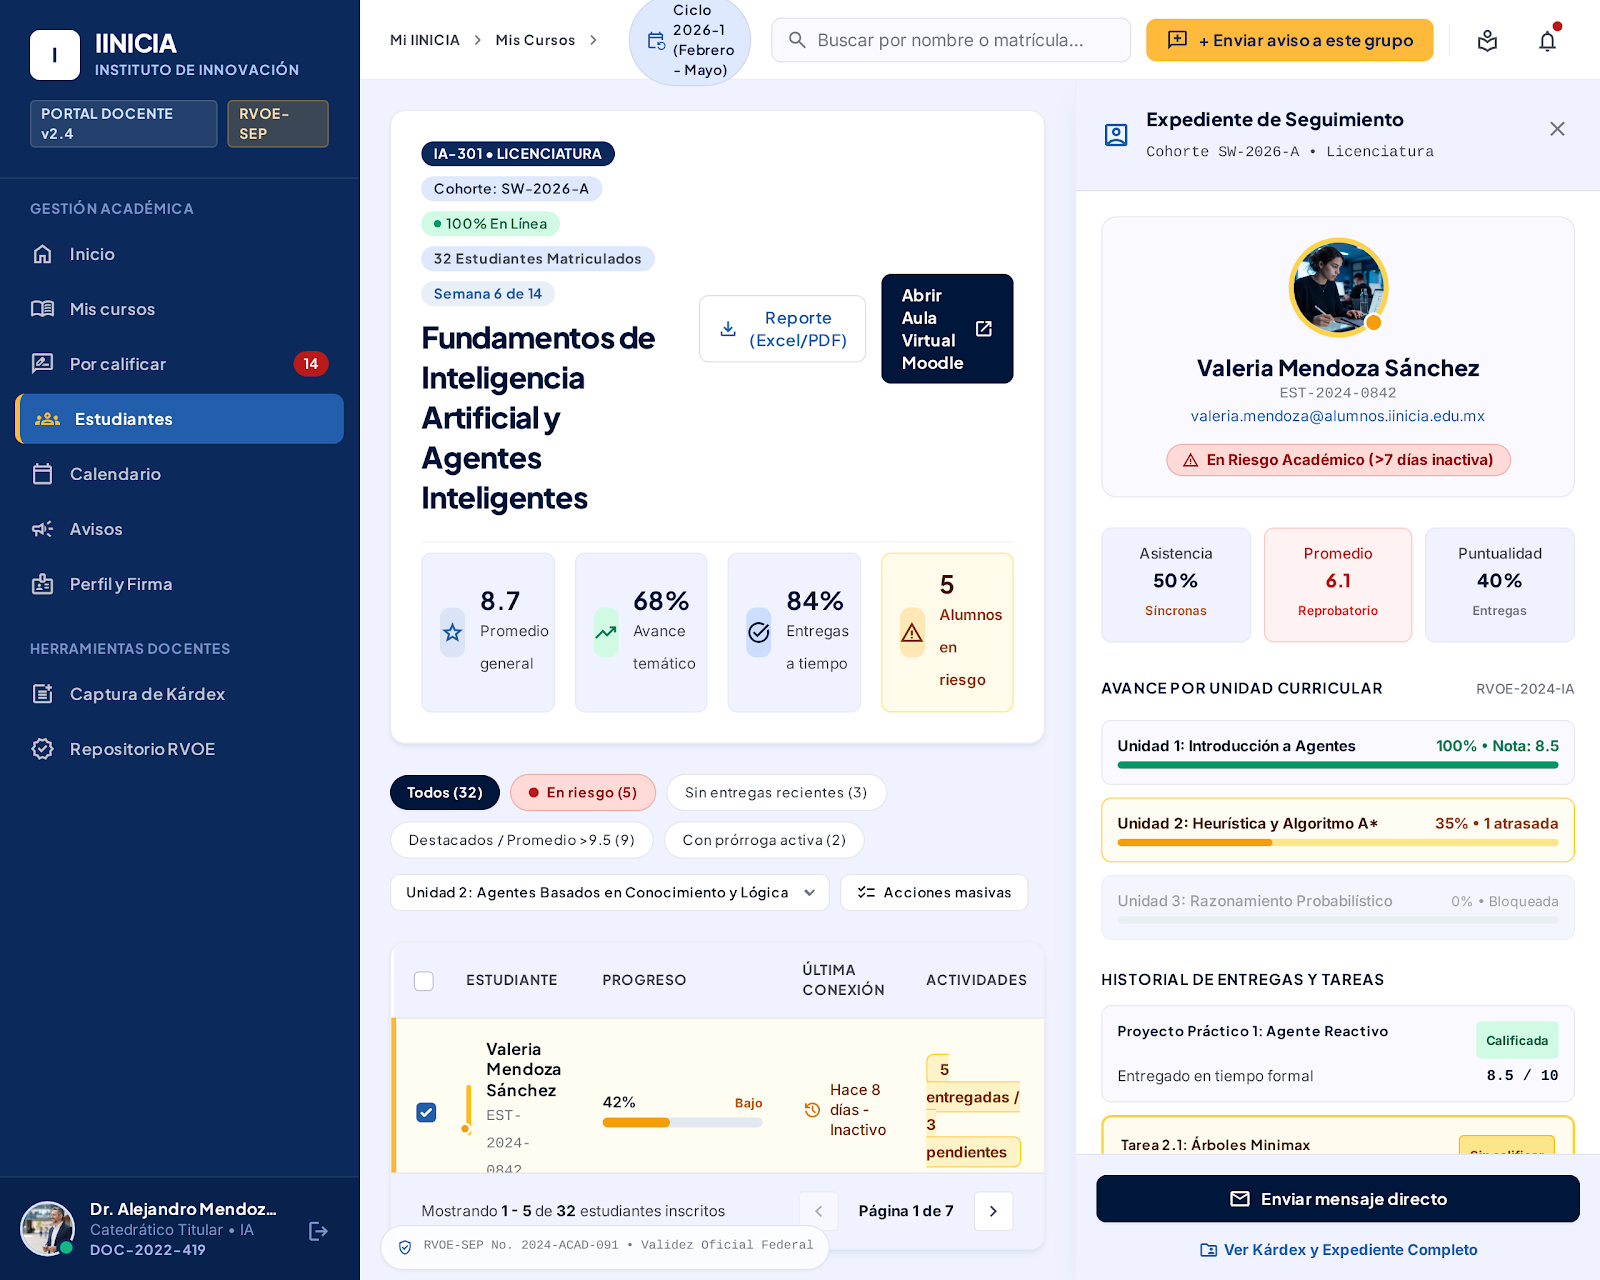 I
IINICIA
INSTITUTO DE INNOVACIÓN
PORTAL DOCENTE
v2.4
RVOE-
SEP
GESTIÓN ACADÉMICA
Inicio
Mis cursos
Por calificar
14
Estudiantes
Calendario
Avisos
Perfil y Firma
HERRAMIENTAS DOCENTES
Captura de Kárdex
Repositorio RVOE
Dr. Alejandro Mendoz...
Catedrático Titular • IA
DOC-2022-419
Mi IINICIA
Mis Cursos
Ciclo
2026-1
(Febrero
- Mayo)
Buscar por nombre o matrícula...
+ Enviar aviso a este grupo
IA-301 • LICENCIATURA
Cohorte: SW-2026-A
100% En Línea
32 Estudiantes Matriculados
Semana 6 de 14
Fundamentos de
Inteligencia
Artificial y
Agentes
Inteligentes
Reporte
(Excel/PDF)
Abrir
Aula
Virtual
Moodle
8.7
Promedio
general
68%
Avance
temático
84%
Entregas
a tiempo
5
Alumnos
en
riesgo
Todos (32)
En riesgo (5)
Sin entregas recientes (3)
Destacados / Promedio >9.5 (9)
Con prórroga activa (2)
Unidad 2: Agentes Basados en Conocimiento y Lógica
Acciones masivas
ESTUDIANTE
PROGRESO
ÚLTIMA
CONEXIÓN
ACTIVIDADES
Valeria
Mendoza
Sánchez
EST-
2024-
0842
42%
Bajo
Hace 8
días -
Inactivo
5
entregadas /
3
pendientes
Mostrando 1 - 5 de 32 estudiantes inscritos
Página 1 de 7
RVOE-SEP No. 2024-ACAD-091 • Validez Oficial Federal
Expediente de Seguimiento
Cohorte SW-2026-A • Licenciatura
Valeria Mendoza Sánchez
EST-2024-0842
valeria.mendoza@alumnos.iinicia.edu.mx
En Riesgo Académico (>7 días inactiva)
Asistencia
50%
Síncronas
Promedio
6.1
Reprobatorio
Puntualidad
40%
Entregas
AVANCE POR UNIDAD CURRICULAR
RVOE-2024-IA
Unidad 1: Introducción a Agentes
100% • Nota: 8.5
Unidad 2: Heurística y Algoritmo A*
35% • 1 atrasada
Unidad 3: Razonamiento Probabilístico
0% • Bloqueada
HISTORIAL DE ENTREGAS Y TAREAS
Proyecto Práctico 1: Agente Reactivo
Calificada
Entregado en tiempo formal
8.5 / 10
Tarea 2.1: Árboles Minimax
Enviar mensaje directo
Ver Kárdex y Expediente Completo